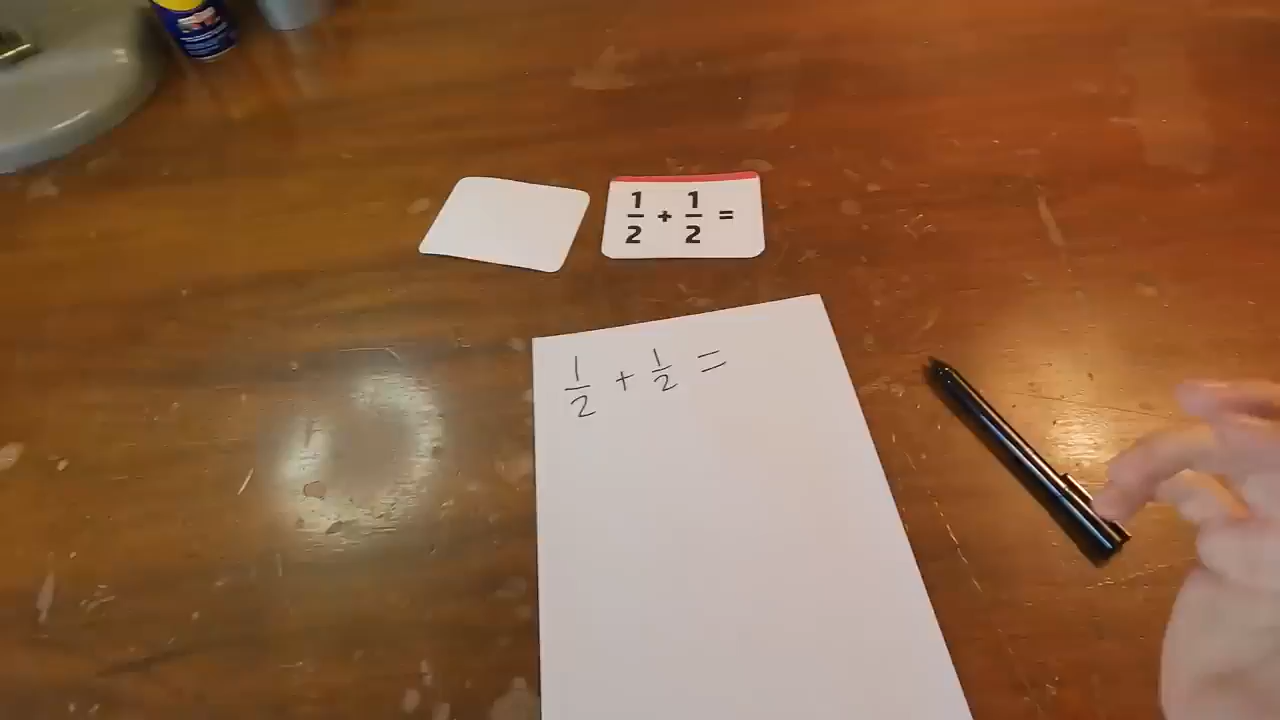 1/2 + 1/2 =
1/2 + 1/2 =